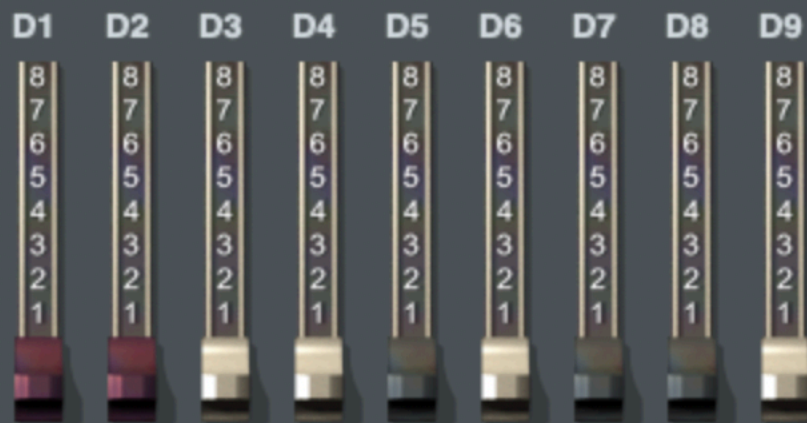 D1 D2 D3 D4 D5 D6 D7 D8 D9
8 8 8 8 8 8 8 8 8
7 7 7 7 7 7 7 7 7
6 6 6 6 6 6 6 6 6
5 5 5 5 5 5 5 5 5
4 4 4 4 4 4 4 4 4
3 3 3 3 3 3 3 3 3
2 2 2 2 2 2 2 2 2
1 1 1 1 1 1 1 1 1